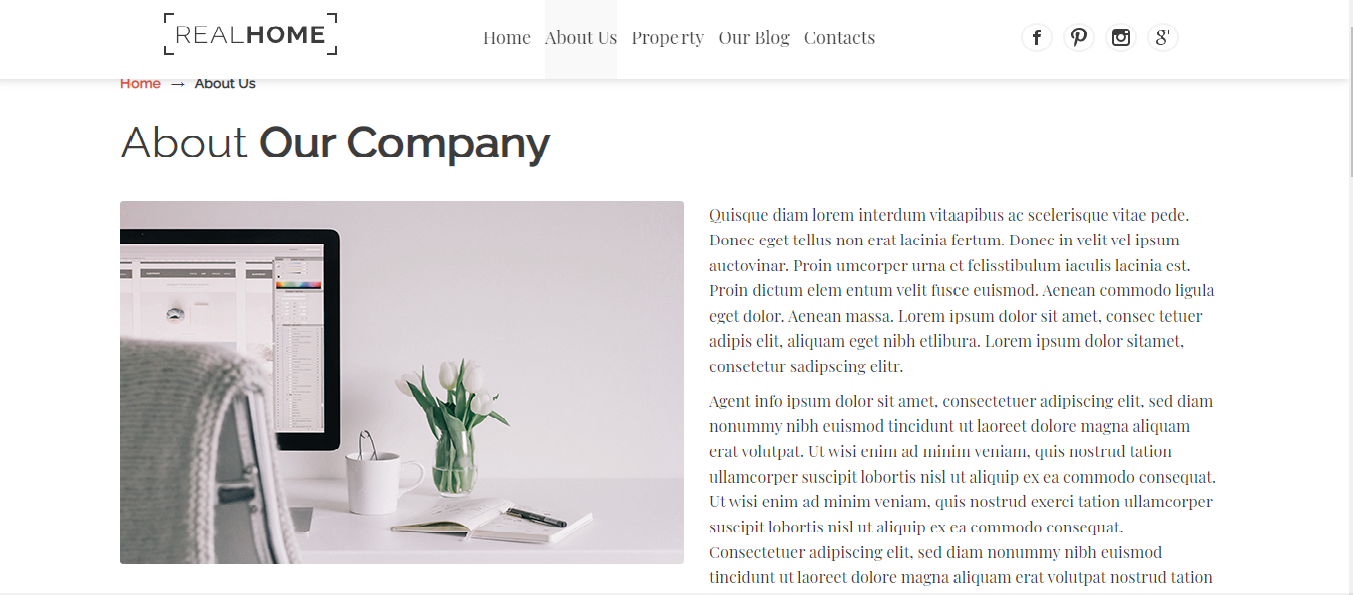 REALHOME
Home About Us Property Our Blog Contacts
Home → About Us
About Our Company
Quisque diam lorem interdum vitaapibus ac scelerisque vitae pede.
Donec eget tellus non erat lacinia fertum. Donec in velit vel ipsum
auctovinar. Proin umcorper urna et felisstibulum iaculis lacinia est.
Proin dictum elem entum velit fusce euismod. Aenean commodo ligula
eget dolor. Aenean massa. Lorem ipsum dolor sit amet, consec tetuer
adipis elit, aliquam eget nibh etlibura. Lorem ipsum dolor sitamet,
consetetur sadipscing elitr.
Agent info ipsum dolor sit amet, consectetuer adipiscing elit, sed diam
nonummy nibh euismod tincidunt ut laoreet dolore magna aliquam
erat volutpat. Ut wisi enim ad minim veniam, quis nostrud tation
ullamcorper suscipit lobortis nisl ut aliquip ex ea commodo consequat.
Ut wisi enim ad minim veniam, quis nostrud exerci tation ullamcorper
suscipit lobortis nisl ut aliquip ex ea commodo consequat.
Consectetuer adipiscing elit, sed diam nonummy nibh euismod
tincidunt ut laoreet dolore magna aliquam erat volutpat nostrud tation